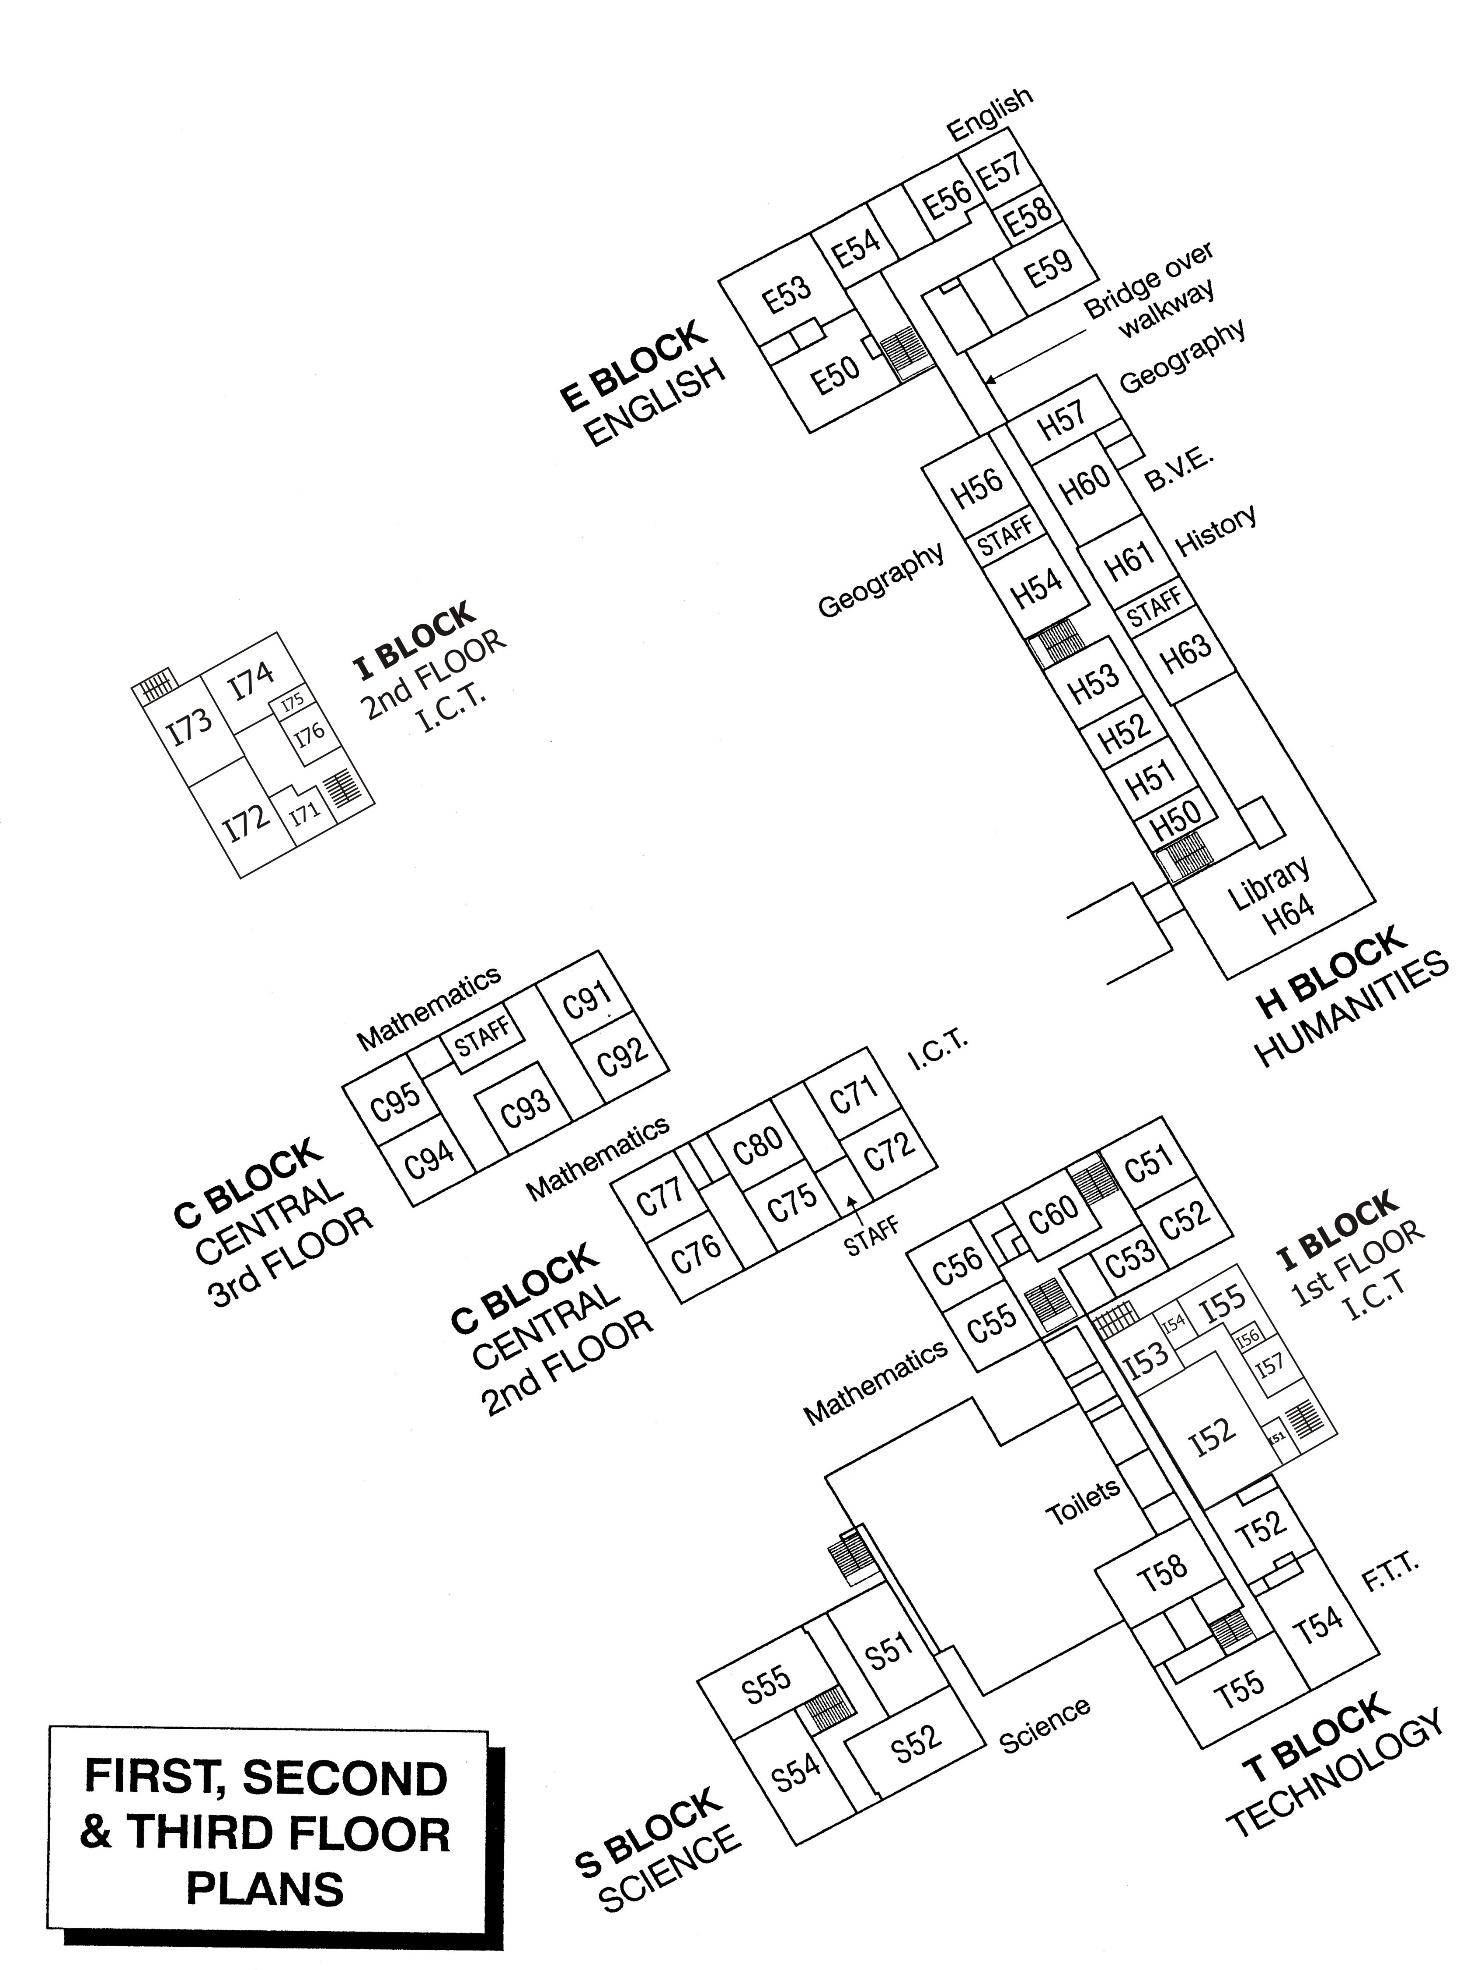 English
E57
E56
E58
E54
E59
E53
E50
E BLOCK
ENGLISH
Bridge over
walkway
Geography
H57
H60
B.V.E.
H56
STAFF
H54
Geography
H61
History
STAFF
H63
H53
H52
H51
H50
Library
H64
H BLOCK
HUMANITIES
I BLOCK
2nd FLOOR
I.C.T.
I74
I75
I73
I76
I72
I71
Mathematics
C91
STAFF
C92
C95
C93
C94
C BLOCK
CENTRAL
3rd FLOOR
I.C.T.
Mathematics
C71
C80
C72
C77
C75
C76
STAFF
C BLOCK
CENTRAL
2nd FLOOR
C51
C60
C52
C56
C53
C55
Mathematics
I BLOCK
1st FLOOR
I.C.T
I55
I54
I56
I53
I57
I52
I51
Toilets
T52
T58
F.T.T.
T54
T55
T BLOCK
TECHNOLOGY
S51
S55
S52
S54
Science
S BLOCK
SCIENCE
FIRST, SECOND
& THIRD FLOOR
PLANS